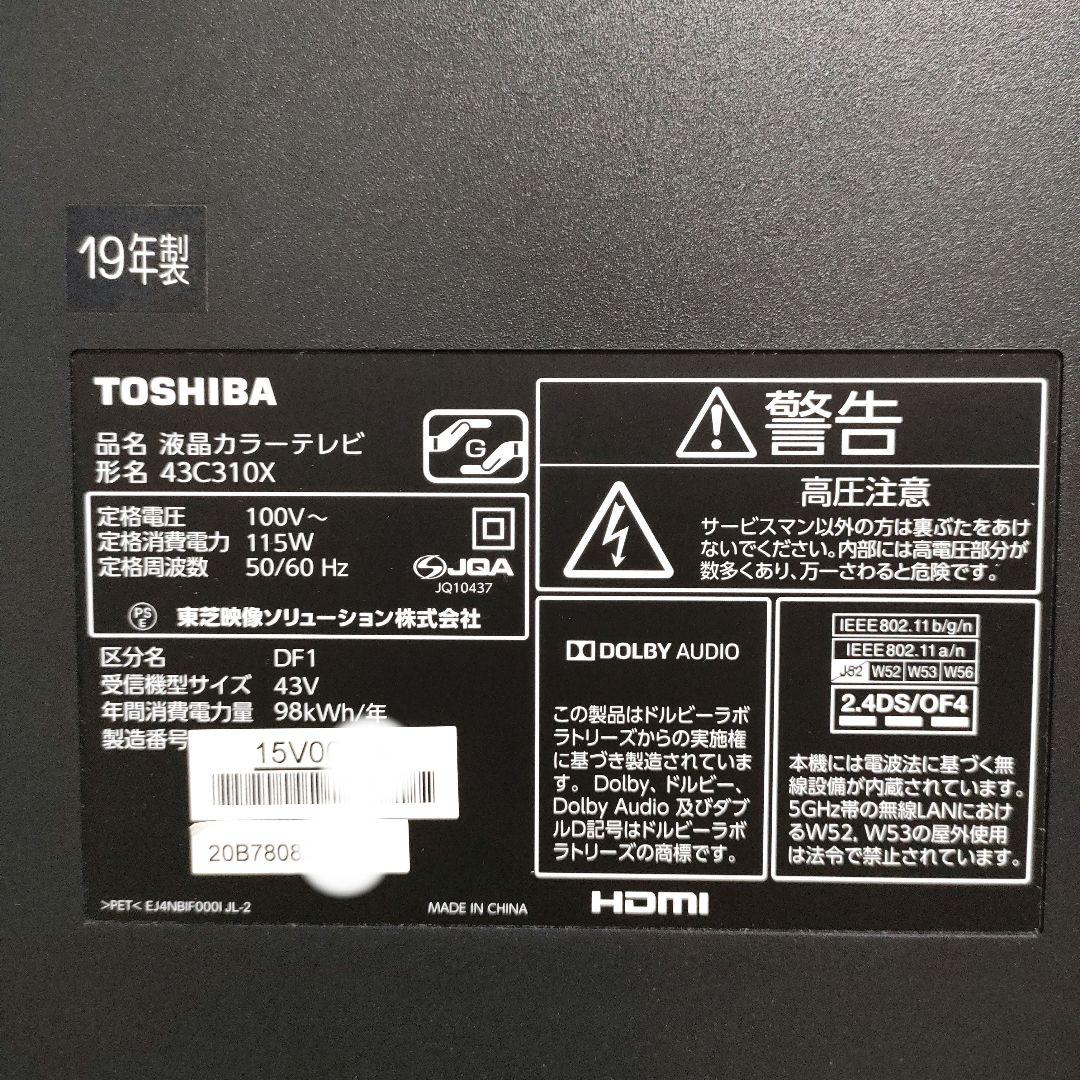 19年製
TOSHIBA
品名 液晶カラーテレビ
形名 43C310X
G
定格電圧 100V～
定格消費電力 115W
定格周波数 50/60 Hz
JQA
JQ10437
PS
E
東芝映像ソリューション株式会社
区分名 DF1
受信機型サイズ 43V
年間消費電力量 98kWh/年
製造番号
15V00
20B7808
>PET< EJ4NBIF000I JL-2
MADE IN CHINA
警告
高圧注意
サービスマン以外の方は裏ぶたをあけ
ないでください。内部には高電圧部分が
数多くあり、万一さわると危険です。
DOLBY AUDIO
この製品はドルビーラボ
ラトリーズからの実施権
に基づき製造されていま
す。Dolby、ドルビー、
Dolby Audio 及びダブ
ルD記号はドルビーラボ
ラトリーズの商標です。
HDMI
IEEE802.11b/g/n
IEEE802.11a/n
J52 W52 W53 W56
2.4DS/OF4
本機には電波法に基づく無
線設備が内蔵されています。
5GHz帯の無線LANにおけ
るW52，W53の屋外使用
は法令で禁止されています。